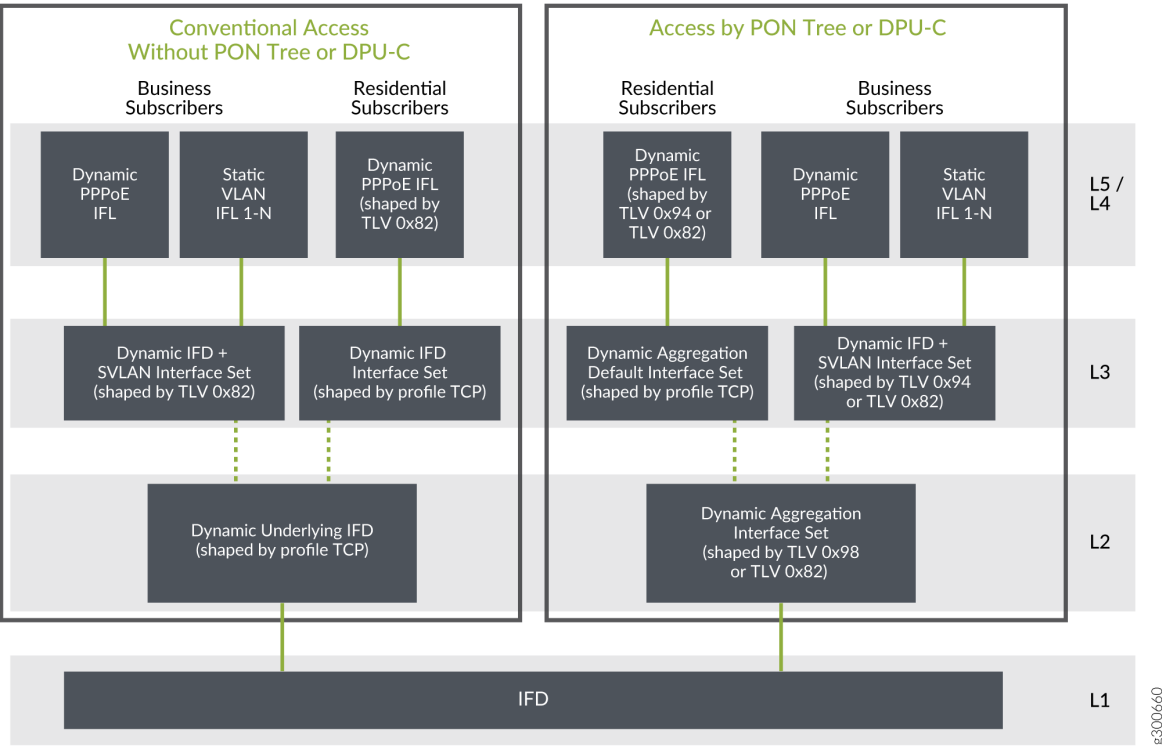 Conventional Access
Without PON Tree or DPU-C
Business
Subscribers
Residential
Subscribers
Dynamic
PPPoE
IFL
Static
VLAN
IFL 1-N
Dynamic
PPPoE IFL
(shaped by
TLV 0x82)
Dynamic IFD +
SVLAN Interface Set
(shaped by TLV 0x82)
Dynamic IFD
Interface Set
(shaped by profile TCP)
Dynamic Underlying IFD
(shaped by profile TCP)
Access by PON Tree or DPU-C
Residential
Subscribers
Business
Subscribers
Dynamic
PPPoE IFL
(shaped by
TLV 0x94 or
TLV 0x82)
Dynamic
PPPoE
IFL
Static
VLAN
IFL 1-N
L5 /
L4
Dynamic Aggregation
Default Interface Set
(shaped by profile TCP)
Dynamic IFD +
SVLAN Interface Set
(shaped by TLV 0x94
or TLV 0x82)
L3
Dynamic Aggregation
Interface Set
(shaped by TLV 0x98
or TLV 0x82)
L2
IFD
L1
g300660